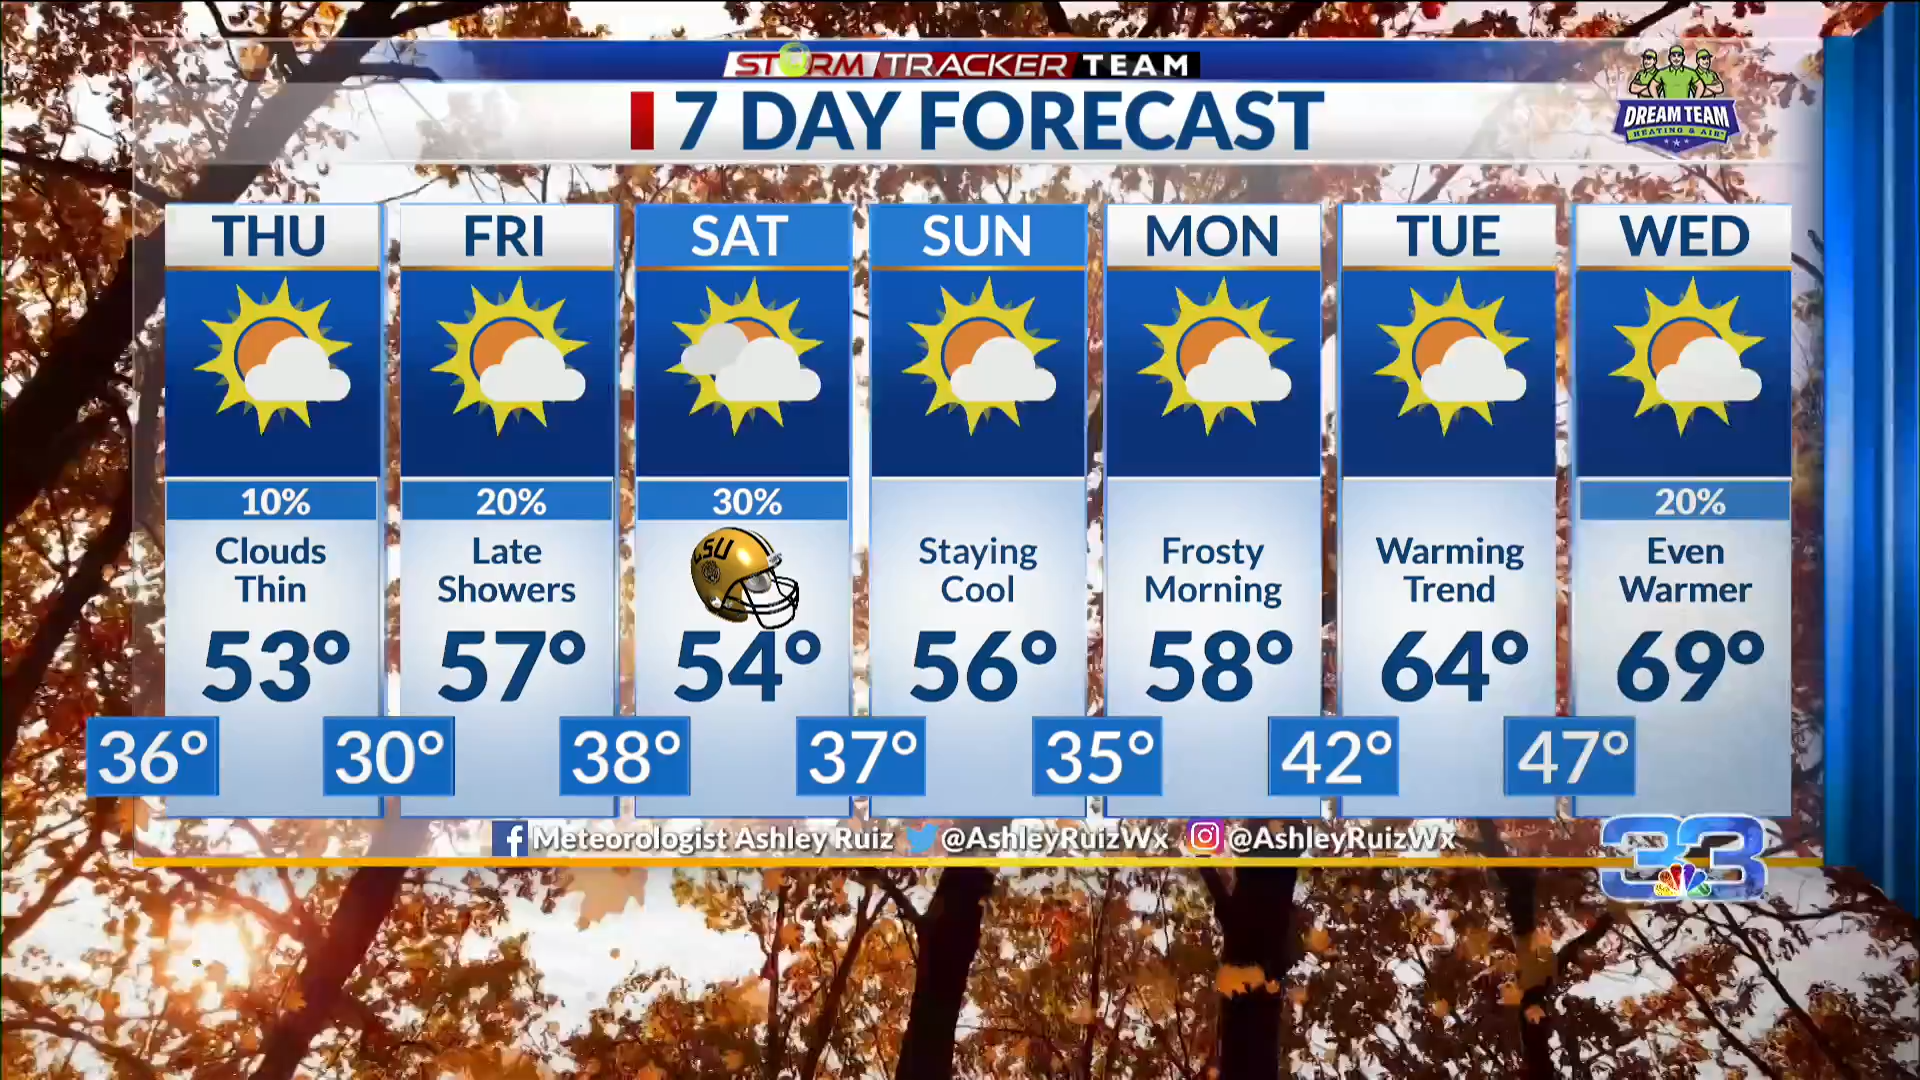 STORM TRACKER TEAM
7 DAY FORECAST
DREAM TEAM
HEATING & AIR
THU FRI SAT SUN MON TUE WED
10% 20% 30% 20%
LSU
Clouds Late Staying Frosty Warming Even
Thin Showers Cool Morning Trend Warmer
53° 57° 54° 56° 58° 64° 69°
36° 30° 38° 37° 35° 42° 47°
Meteorologist Ashley Ruiz @AshleyRuizWx @AshleyRuizWx
33